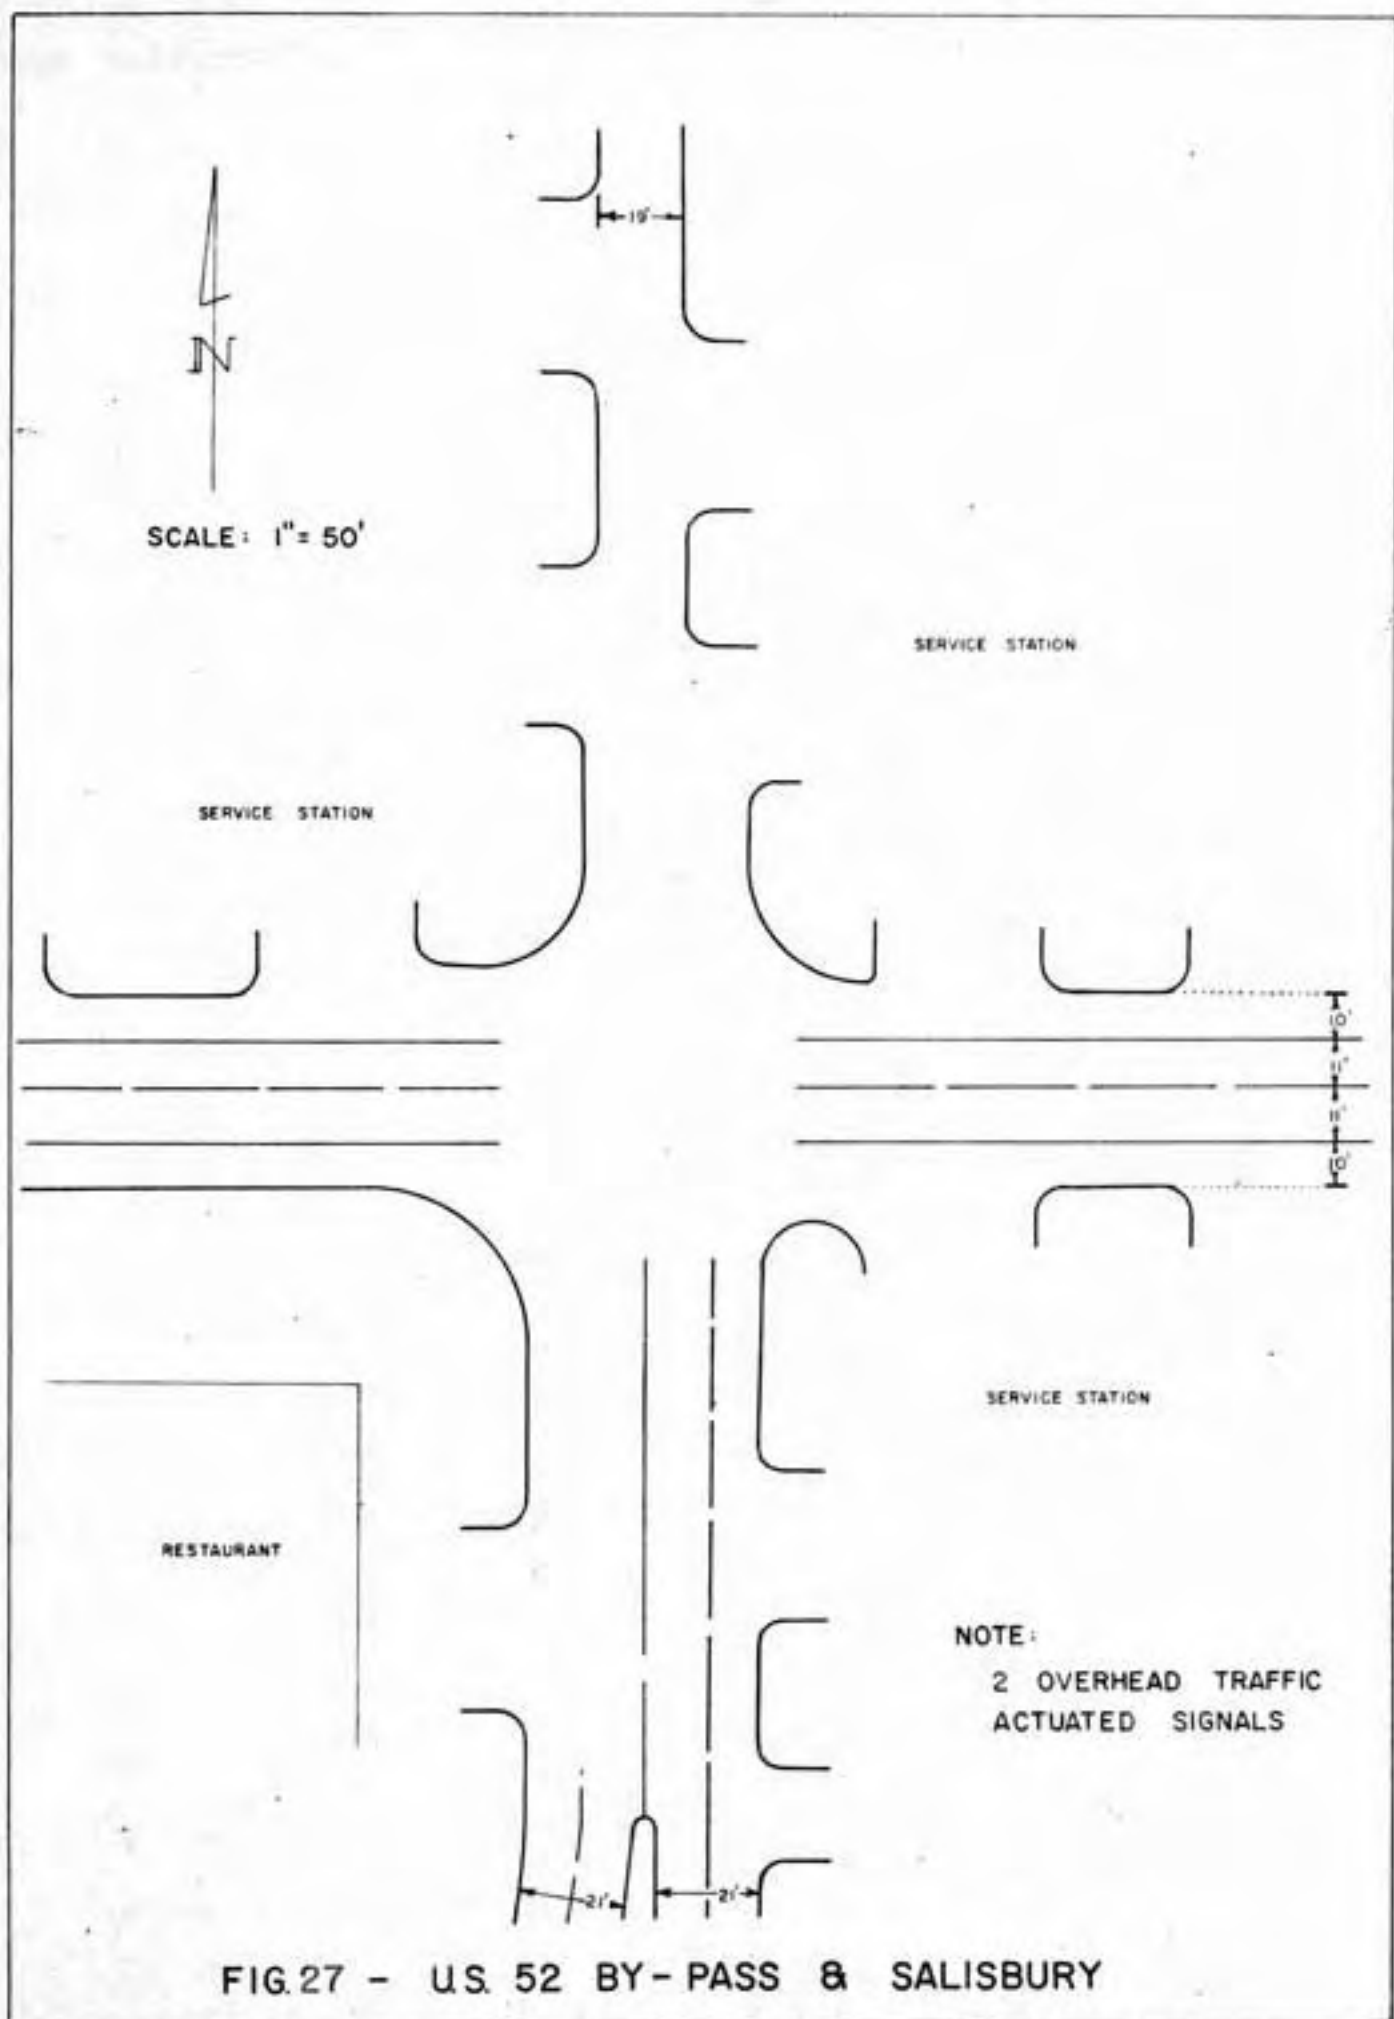 19'
N
SCALE: 1" = 50'
SERVICE STATION
SERVICE STATION
10'
11'
11'
10'
SERVICE STATION
RESTAURANT
NOTE:
2 OVERHEAD TRAFFIC
ACTUATED SIGNALS
21'
21'
FIG. 27 - U.S. 52 BY-PASS & SALISBURY